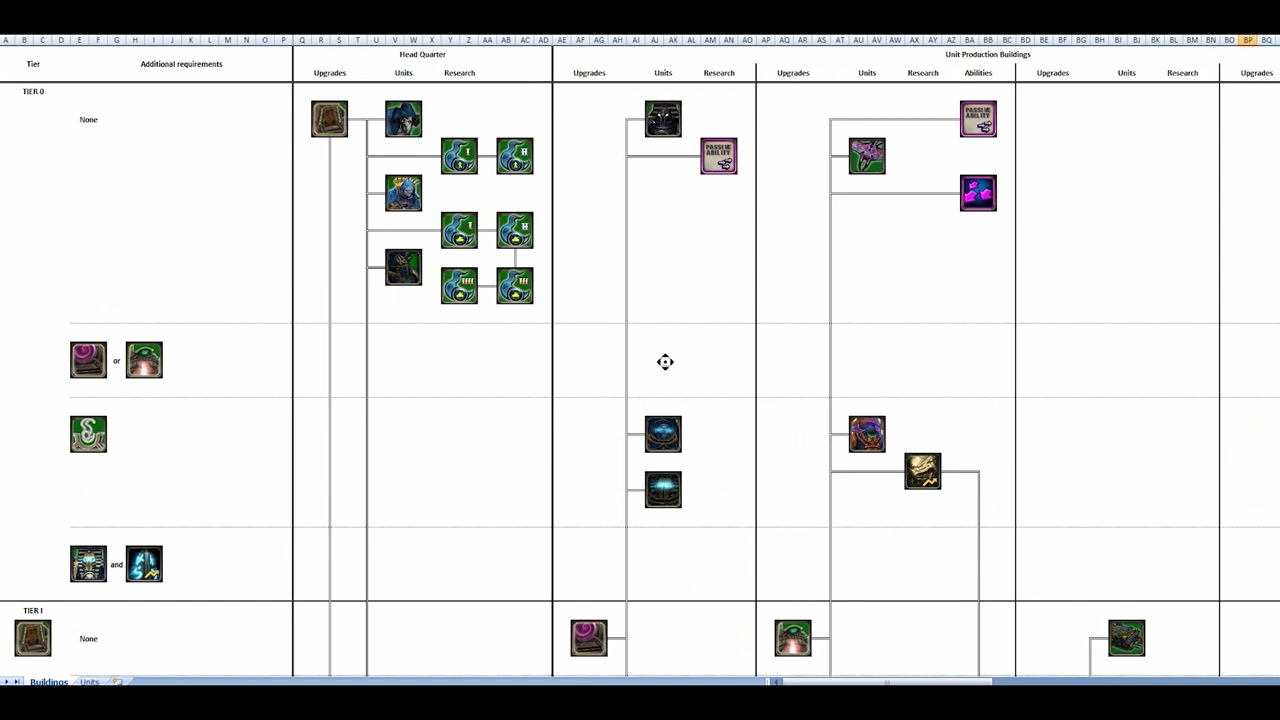 A B C D E F G H I J K L M N O P Q R S T U V W X Y Z AA AB AC AD AE AF AG AH AI AJ AK AL AM AN AO AP AQ AR AS AT AU AV AW AX AY AZ BA BB BC BD BE BF BG BH BI BJ BK BL BM BN BO BP BQ
Head Quarter Unit Production Buildings
Tier Additional requirements
Upgrades Units Research Upgrades Units Research Upgrades Units Research Abilities Upgrades Units Research Upgrades
TIER 0
None
PASSIVE ABILITY
PASSIVE ABILITY
or
and
TIER I
None
Buildings Units